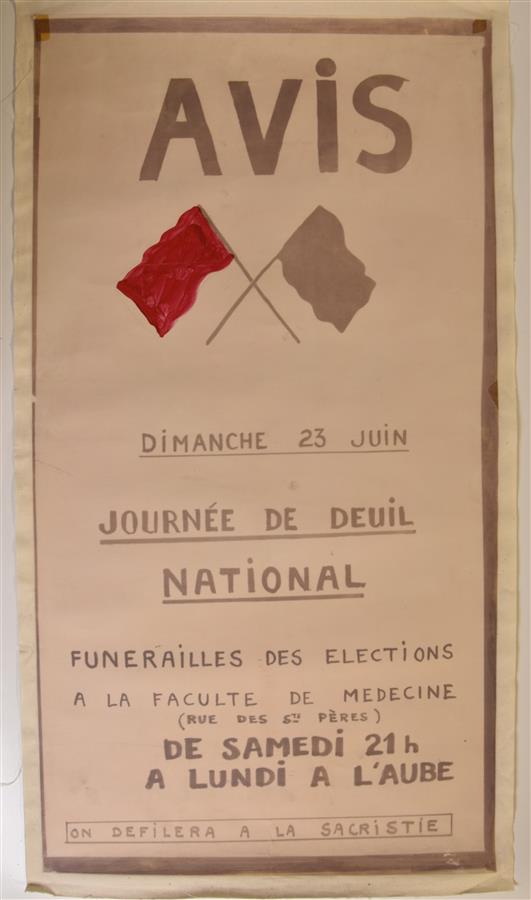 AViS
DiMANCHE 23 JUiN
JOURNÉE DE DEUiL
NATiONAL
FUNERAiLLES DES ELECTiONS
A LA FACULTE DE MEDECiNE
(RUE DES STS PÈRES)
DE SAMEDi 21h
A LUNDi A L'AUBE
ON DEFiLERA A LA SACRiSTiE